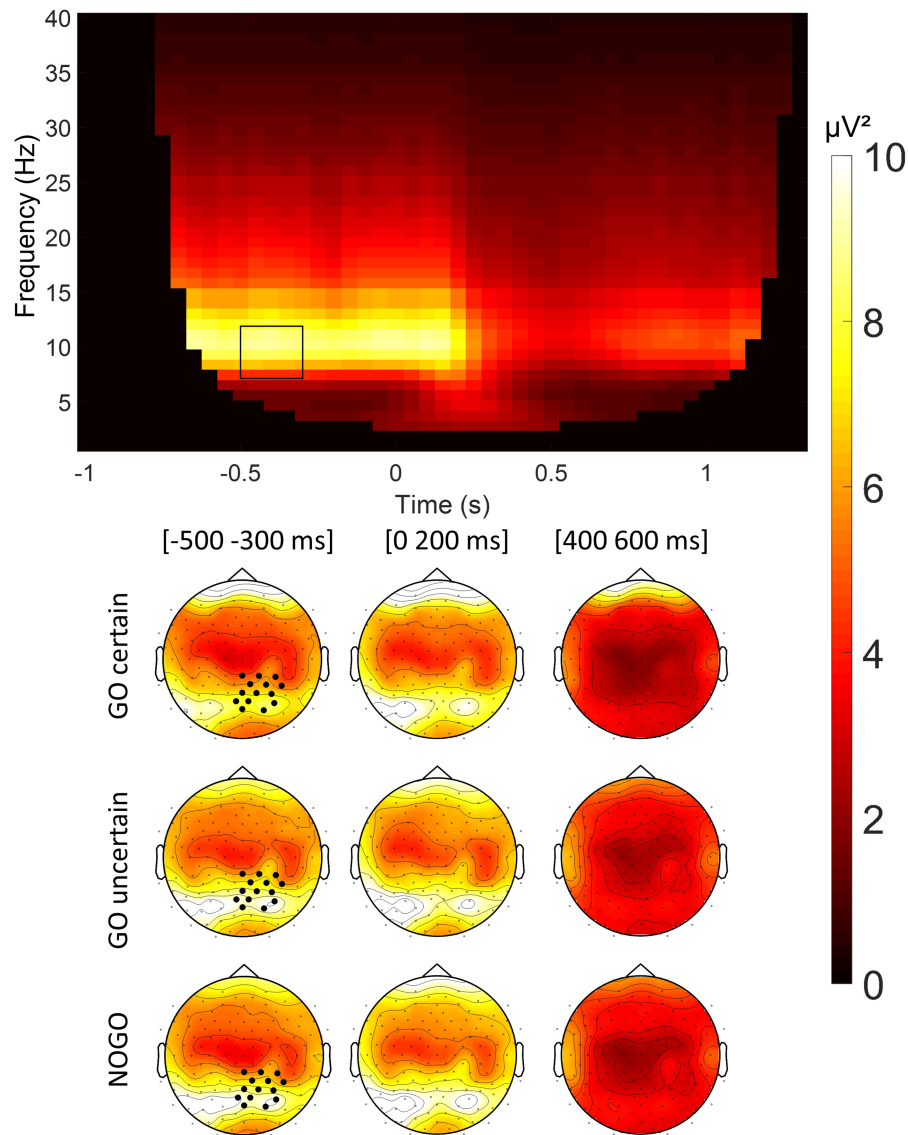 40
35
30
25
20
15
10
5
Frequency (Hz)
-1
-0.5
0
0.5
1
Time (s)
µV²
10
8
6
4
2
0
[-500 -300 ms]
[0 200 ms]
[400 600 ms]
GO certain
GO uncertain
NOGO